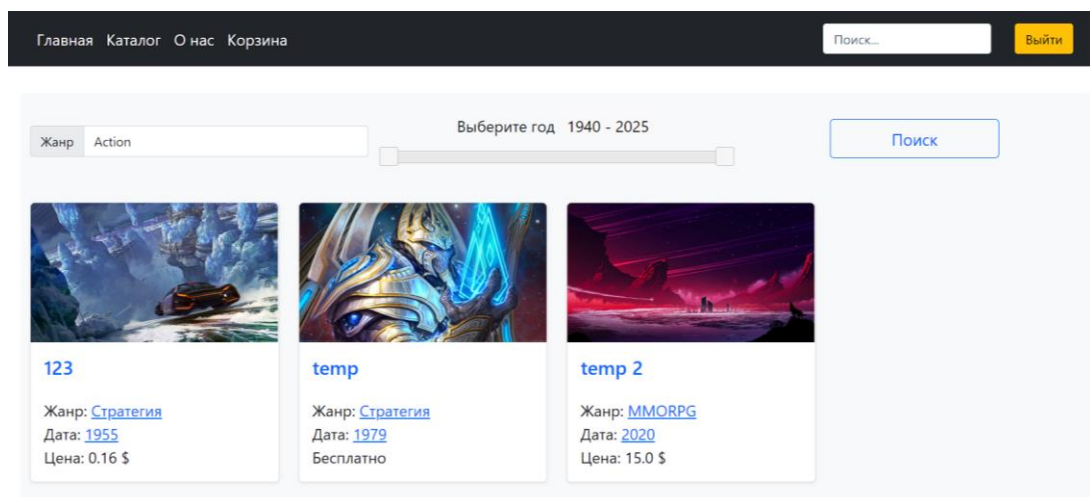 Главная Каталог О нас Корзина Поиск... Выйти
Жанр Action Выберите год 1940 - 2025 Поиск
123 temp temp 2
Жанр: Стратегия Жанр: Стратегия Жанр: MMORPG
Дата: 1955 Дата: 1979 Дата: 2020
Цена: 0.16 $ Бесплатно Цена: 15.0 $